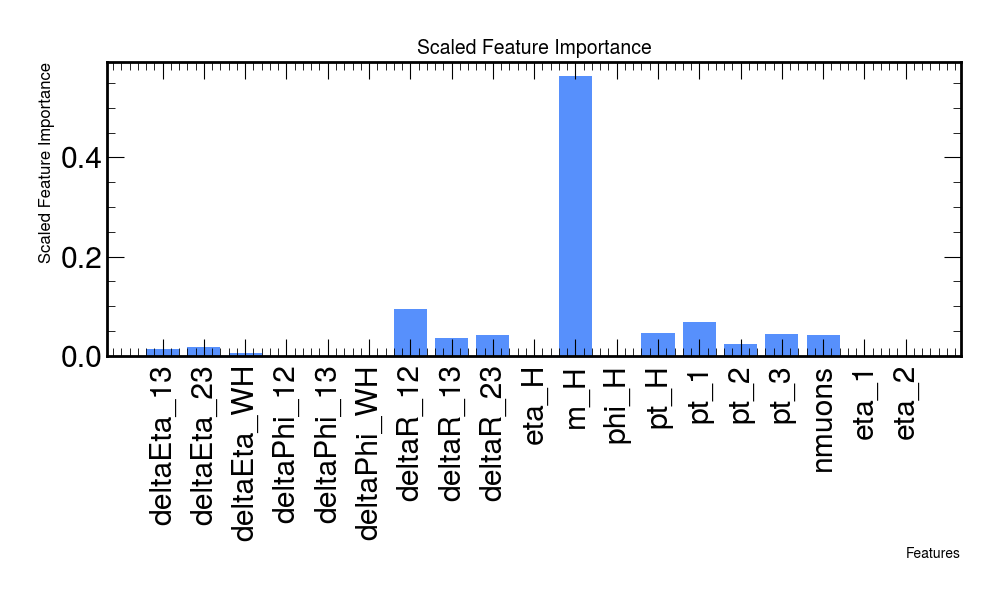 Scaled Feature Importance
Scaled Feature Importance
0.4
0.2
0.0
deltaEta_13
deltaEta_23
deltaEta_WH
deltaPhi_12
deltaPhi_13
deltaPhi_WH
deltaR_12
deltaR_13
deltaR_23
eta_H
m_H
phi_H
pt_H
pt_1
pt_2
pt_3
nmuons
eta_1
eta_2
Features